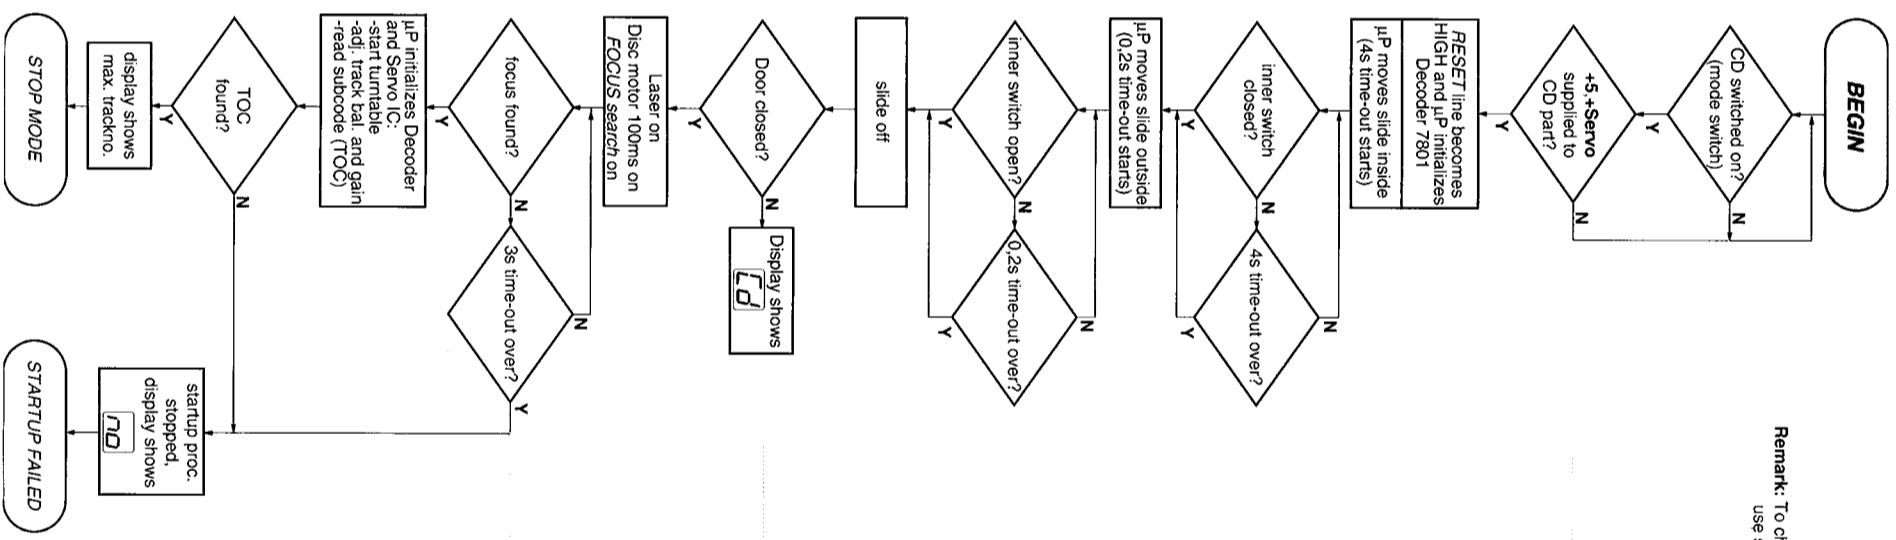 BEGIN
CD switched on?
(mode switch)
N
Y
+5,+Servo
supplied to
CD part?
N
Y
RESET line becomes
HIGH and µP initializes
Decoder 7801
µP moves slide inside
(4s time-out starts)
inner switch
closed?
N
Y
4s time-out over?
N
Y
µP moves slide outside
(0,2s time-out starts)
inner switch open?
N
Y
0,2s time-out over?
N
Y
slide off
Door closed?
N
Y
Display shows
Cd
Laser on
Disc motor 100ms on
FOCUS search on
focus found?
N
Y
3s time-out over?
N
Y
µP initializes Decoder
and Servo IC:
-start turntable
-adj. track bal. and gain
-read subcode (TOC)
TOC
found?
N
Y
display shows
max. trackno.
STOP MODE
startup proc.
stopped,
display shows
no
STARTUP FAILED
Remark: To
use